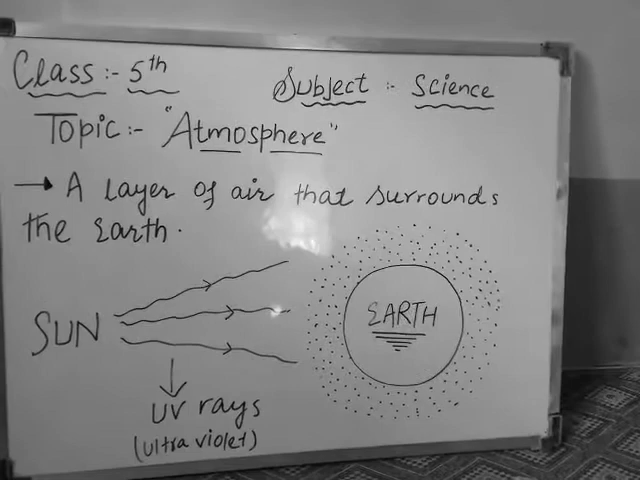 Class :- 5th
Subject :- Science
Topic :- "Atmosphere"
→ A layer of air that surrounds
the Earth.
SUN
EARTH
UV rays
(ultra violet)